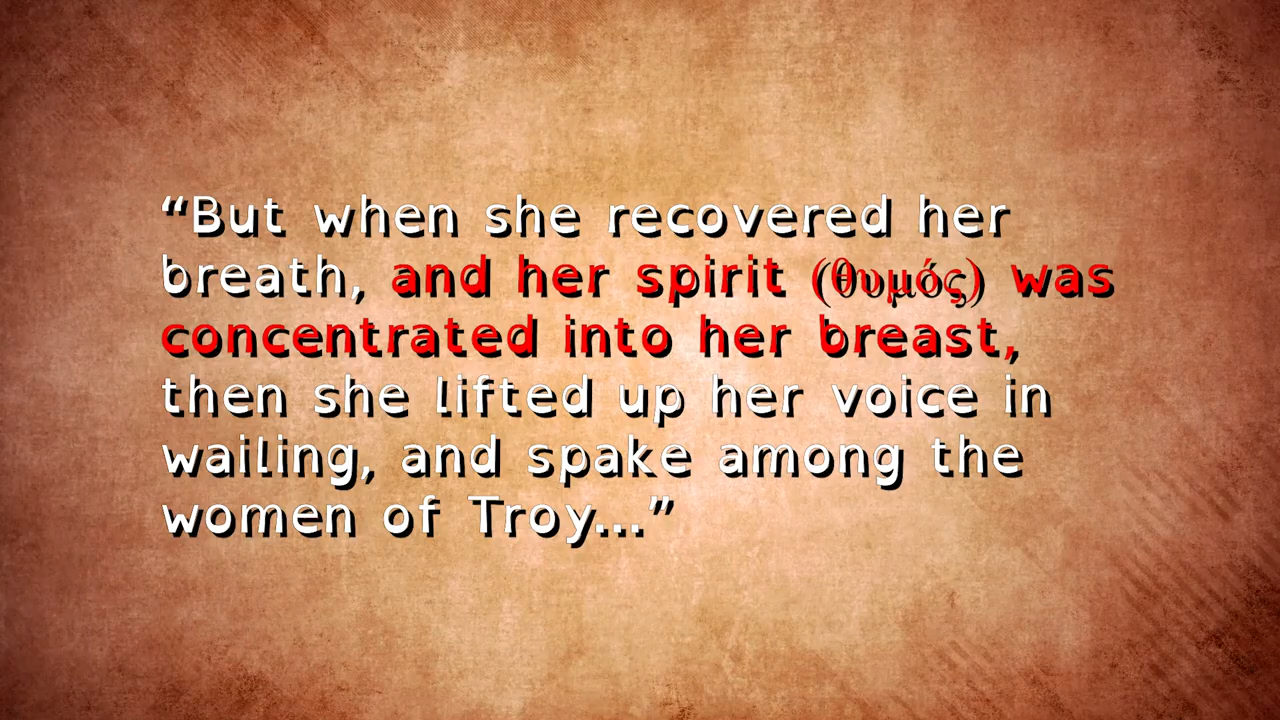 “But when she recovered her
breath, and her spirit (θυμός) was
concentrated into her breast,
then she lifted up her voice in
wailing, and spake among the
women of Troy...”